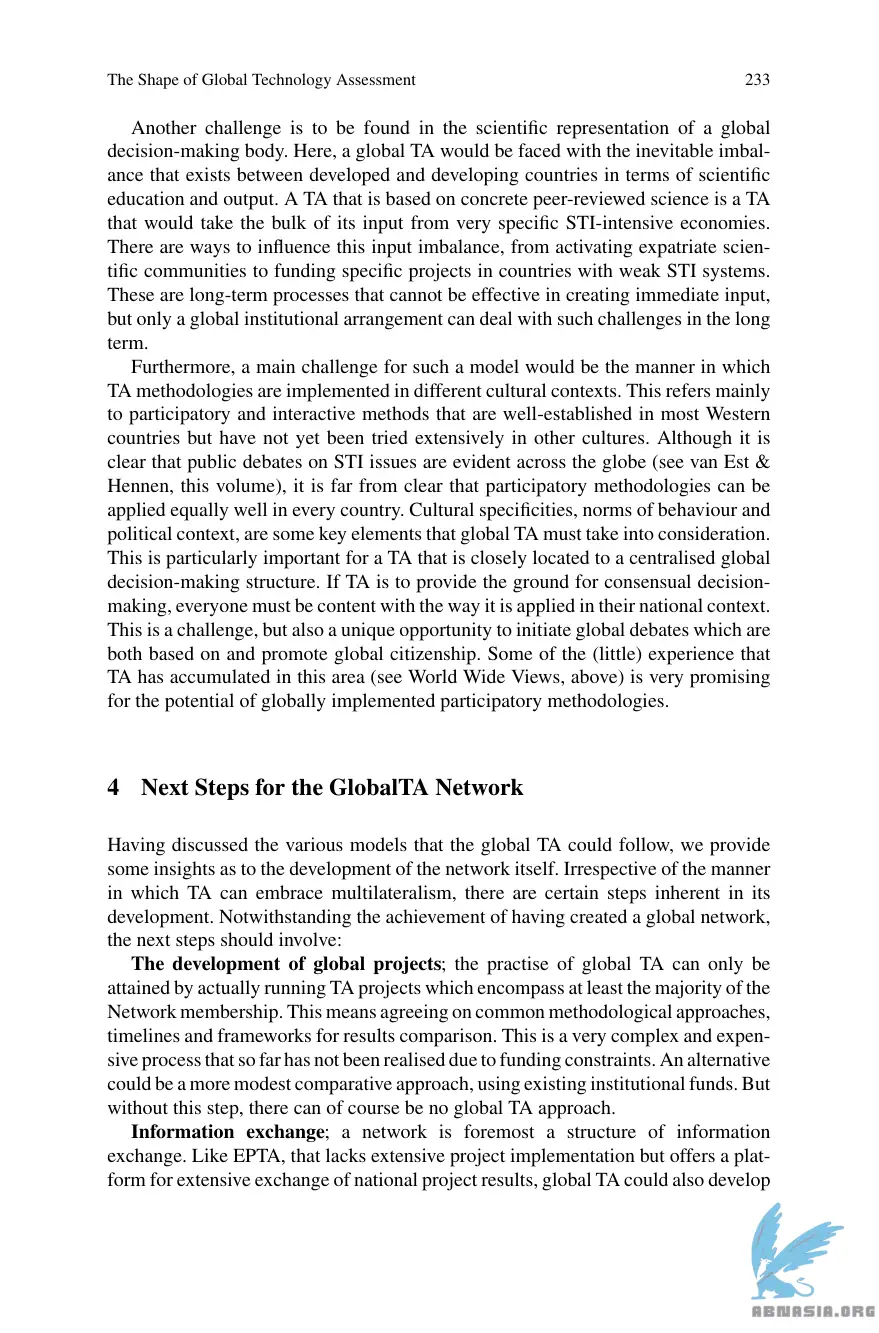 The Shape of Global Technology Assessment 233
Another challenge is to be found in the scientific representation of a global
decision-making body. Here, a global TA would be faced with the inevitable imbal-
ance that exists between developed and developing countries in terms of scientific
education and output. A TA that is based on concrete peer-reviewed science is a TA
that would take the bulk of its input from very specific STI-intensive economies.
There are ways to influence this input imbalance, from activating expatriate scien-
tific communities to funding specific projects in countries with weak STI systems.
These are long-term processes that cannot be effective in creating immediate input,
but only a global institutional arrangement can deal with such challenges in the long
term.
Furthermore, a main challenge for such a model would be the manner in which
TA methodologies are implemented in different cultural contexts. This refers mainly
to participatory and interactive methods that are well-established in most Western
countries but have not yet been tried extensively in other cultures. Although it is
clear that public debates on STI issues are evident across the globe (see van Est &
Hennen, this volume), it is far from clear that participatory methodologies can be
applied equally well in every country. Cultural specificities, norms of behaviour and
political context, are some key elements that global TA must take into consideration.
This is particularly important for a TA that is closely located to a centralised global
decision-making structure. If TA is to provide the ground for consensual decision-
making, everyone must be content with the way it is applied in their national context.
This is a challenge, but also a unique opportunity to initiate global debates which are
both based on and promote global citizenship. Some of the (little) experience that
TA has accumulated in this area (see World Wide Views, above) is very promising
for the potential of globally implemented participatory methodologies.
4 Next Steps for the GlobalTA Network
Having discussed the various models that the global TA could follow, we provide
some insights as to the development of the network itself. Irrespective of the manner
in which TA can embrace multilateralism, there are certain steps inherent in its
development. Notwithstanding the achievement of having created a global network,
the next steps should involve:
The development of global projects; the practise of global TA can only be
attained by actually running TA projects which encompass at least the majority of the
Network membership. This means agreeing on common methodological approaches,
timelines and frameworks for results comparison. This is a very complex and expen-
sive process that so far has not been realised due to funding constraints. An alternative
could be a more modest comparative approach, using existing institutional funds. But
without this step, there can of course be no global TA approach.
Information exchange; a network is foremost a structure of information
exchange. Like EPTA, that lacks extensive project implementation but offers a plat-
form for extensive exchange of national project results, global TA could also develop
ABNASIA.ORG